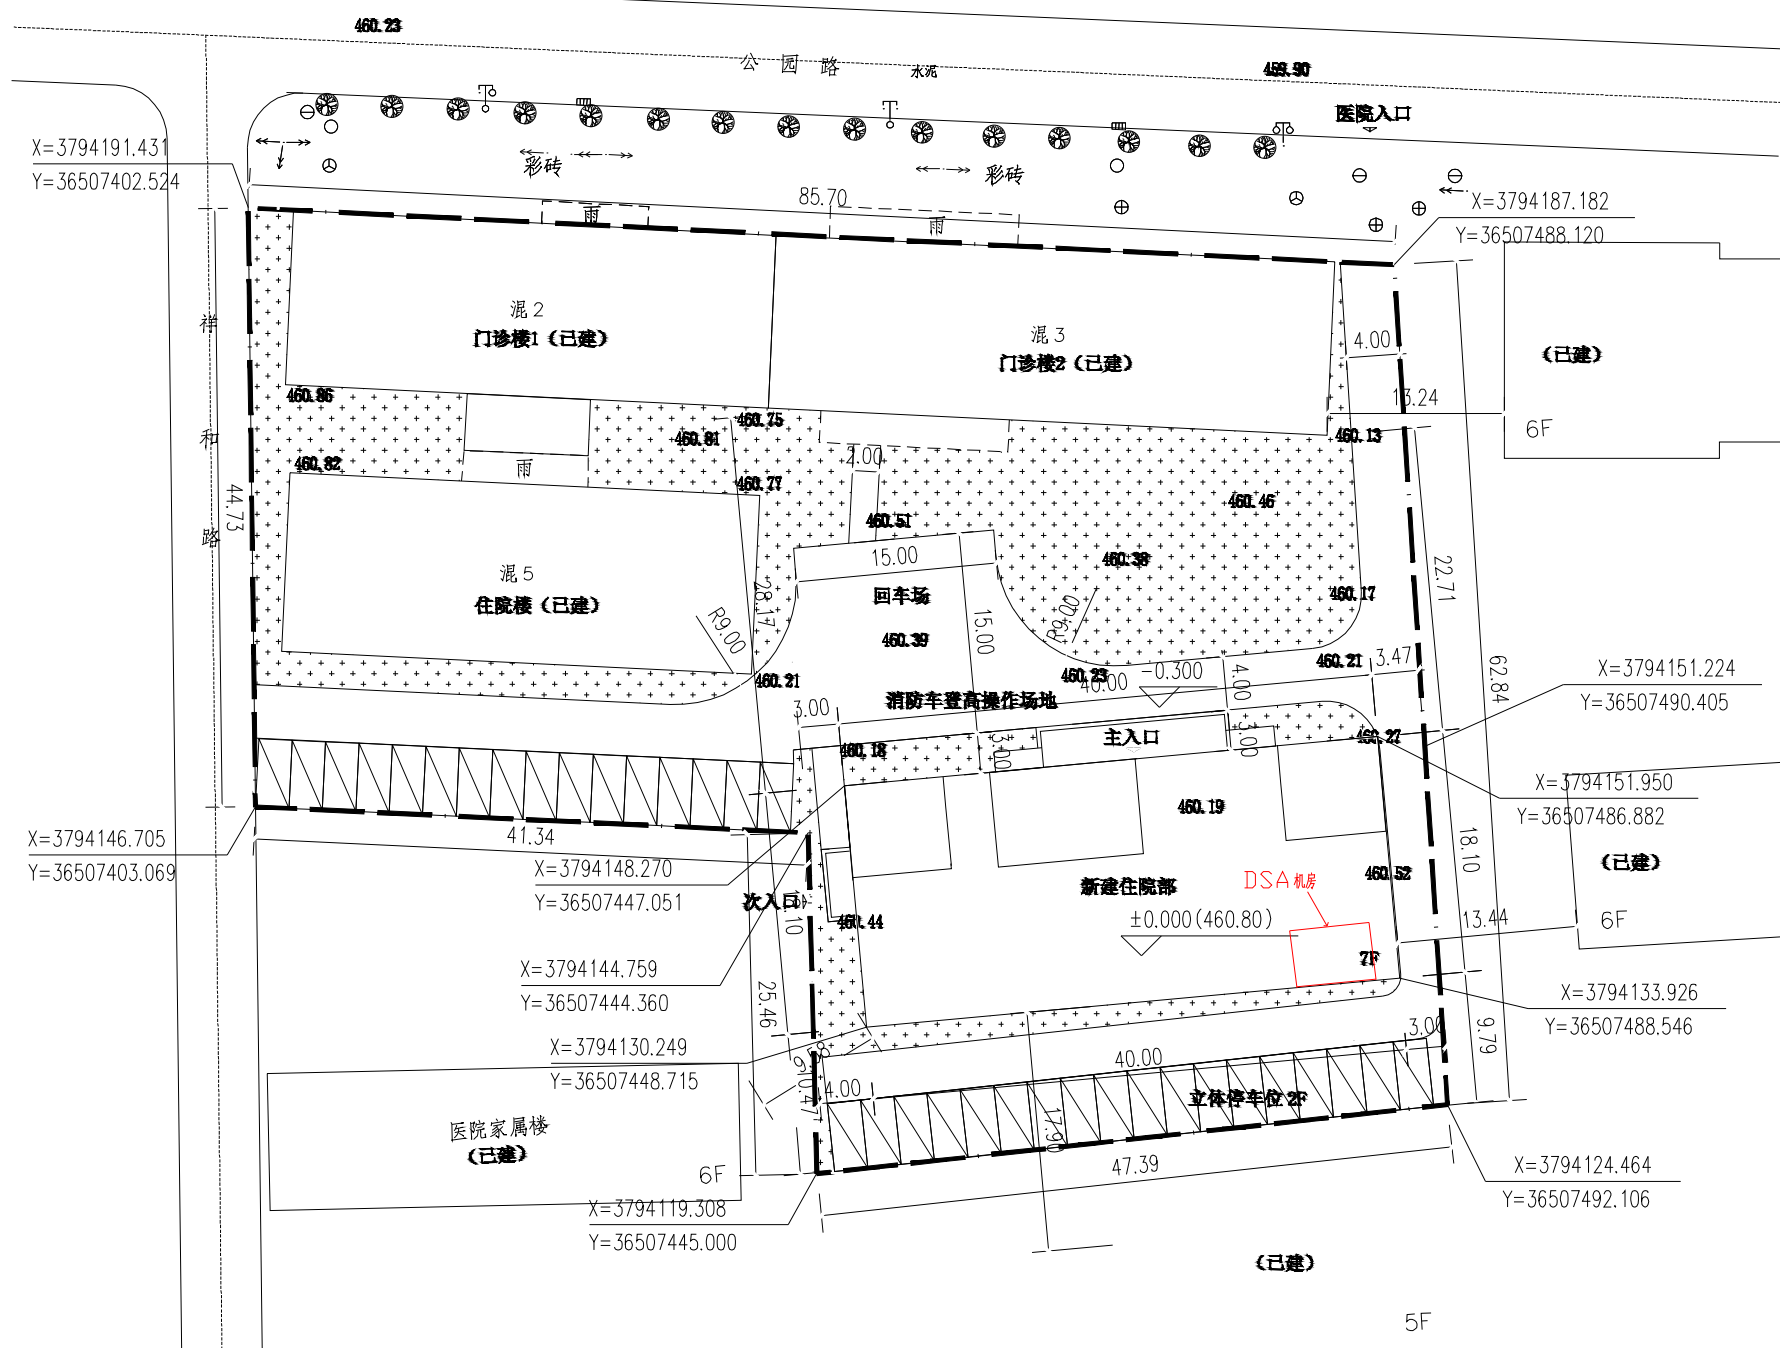 460.23
公园路
水泥
459.90
医院入口
X=3794191.431
Y=36507402.524
彩砖
彩砖
85.70
X=3794187.182
Y=36507488.120
雨
雨
混2
门诊楼1（已建）
混3
门诊楼2（已建）
4.00
（已建）
13.24
6F
祥和路
44.73
460.86
460.75
460.81
460.13
460.82
雨
460.77
2.00
460.46
460.51
15.00
460.38
22.71
混5
住院楼（已建）
28.17
回车场
R9.00
R9.00
460.17
15.00
460.39
460.21
460.23
-0.300
4.00
460.21
3.47
62.84
X=3794151.224
Y=36507490.405
40.00
消防车登高操作场地
3.00
460.18
3.00
主入口
3.00
460.27
X=3794151.950
Y=36507486.882
460.19
41.34
X=3794146.705
Y=36507403.069
X=3794148.270
Y=36507447.051
18.10
（已建）
6F
新建住院部
DSA机房
460.52
次入口
460.44
±0.000(460.80)
13.44
7F
X=3794144.759
Y=36507444.360
25.46
X=3794133.926
Y=36507488.546
X=3794130.249
Y=36507448.715
3.00
9.79
40.00
4.00
10.47
立体停车位2F
17.90
医院家属楼
（已建）
6F
47.39
X=3794124.464
Y=36507492.106
X=3794119.308
Y=36507445.000
（已建）
5F